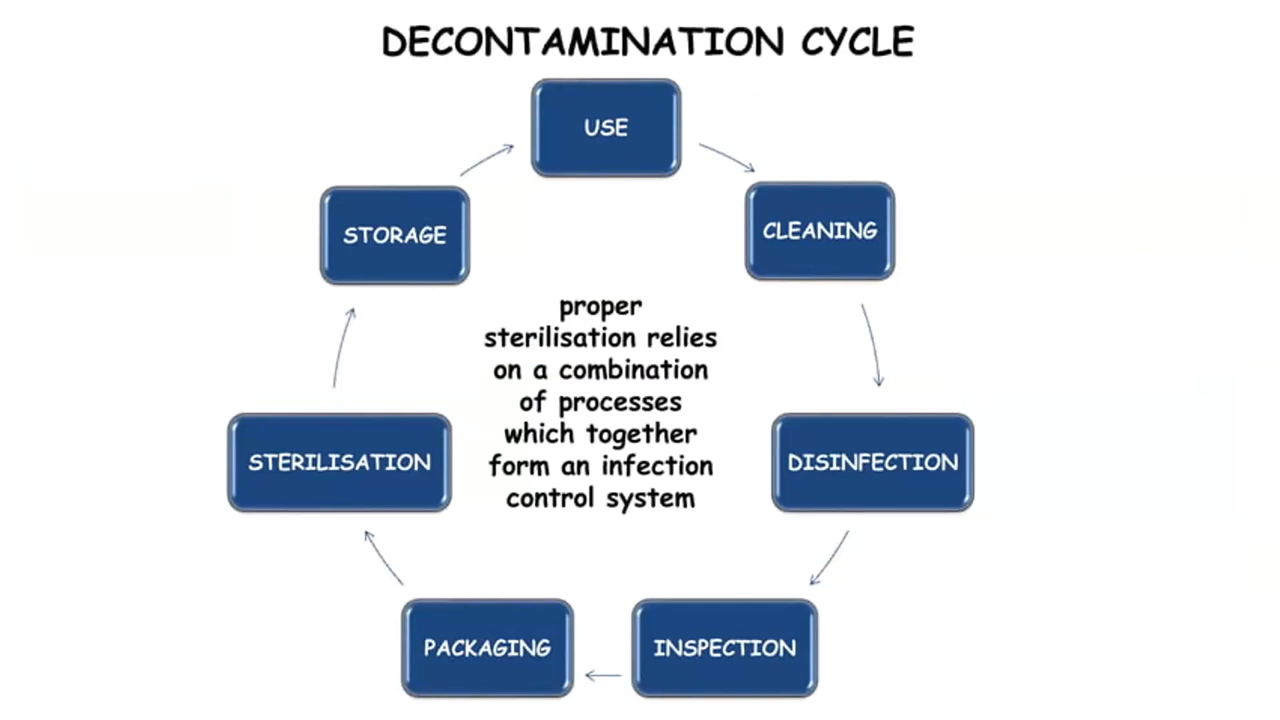 DECONTAMINATION CYCLE
USE
CLEANING
DISINFECTION
INSPECTION
PACKAGING
STERILISATION
STORAGE
proper
sterilisation relies
on a combination
of processes
which together
form an infection
control system